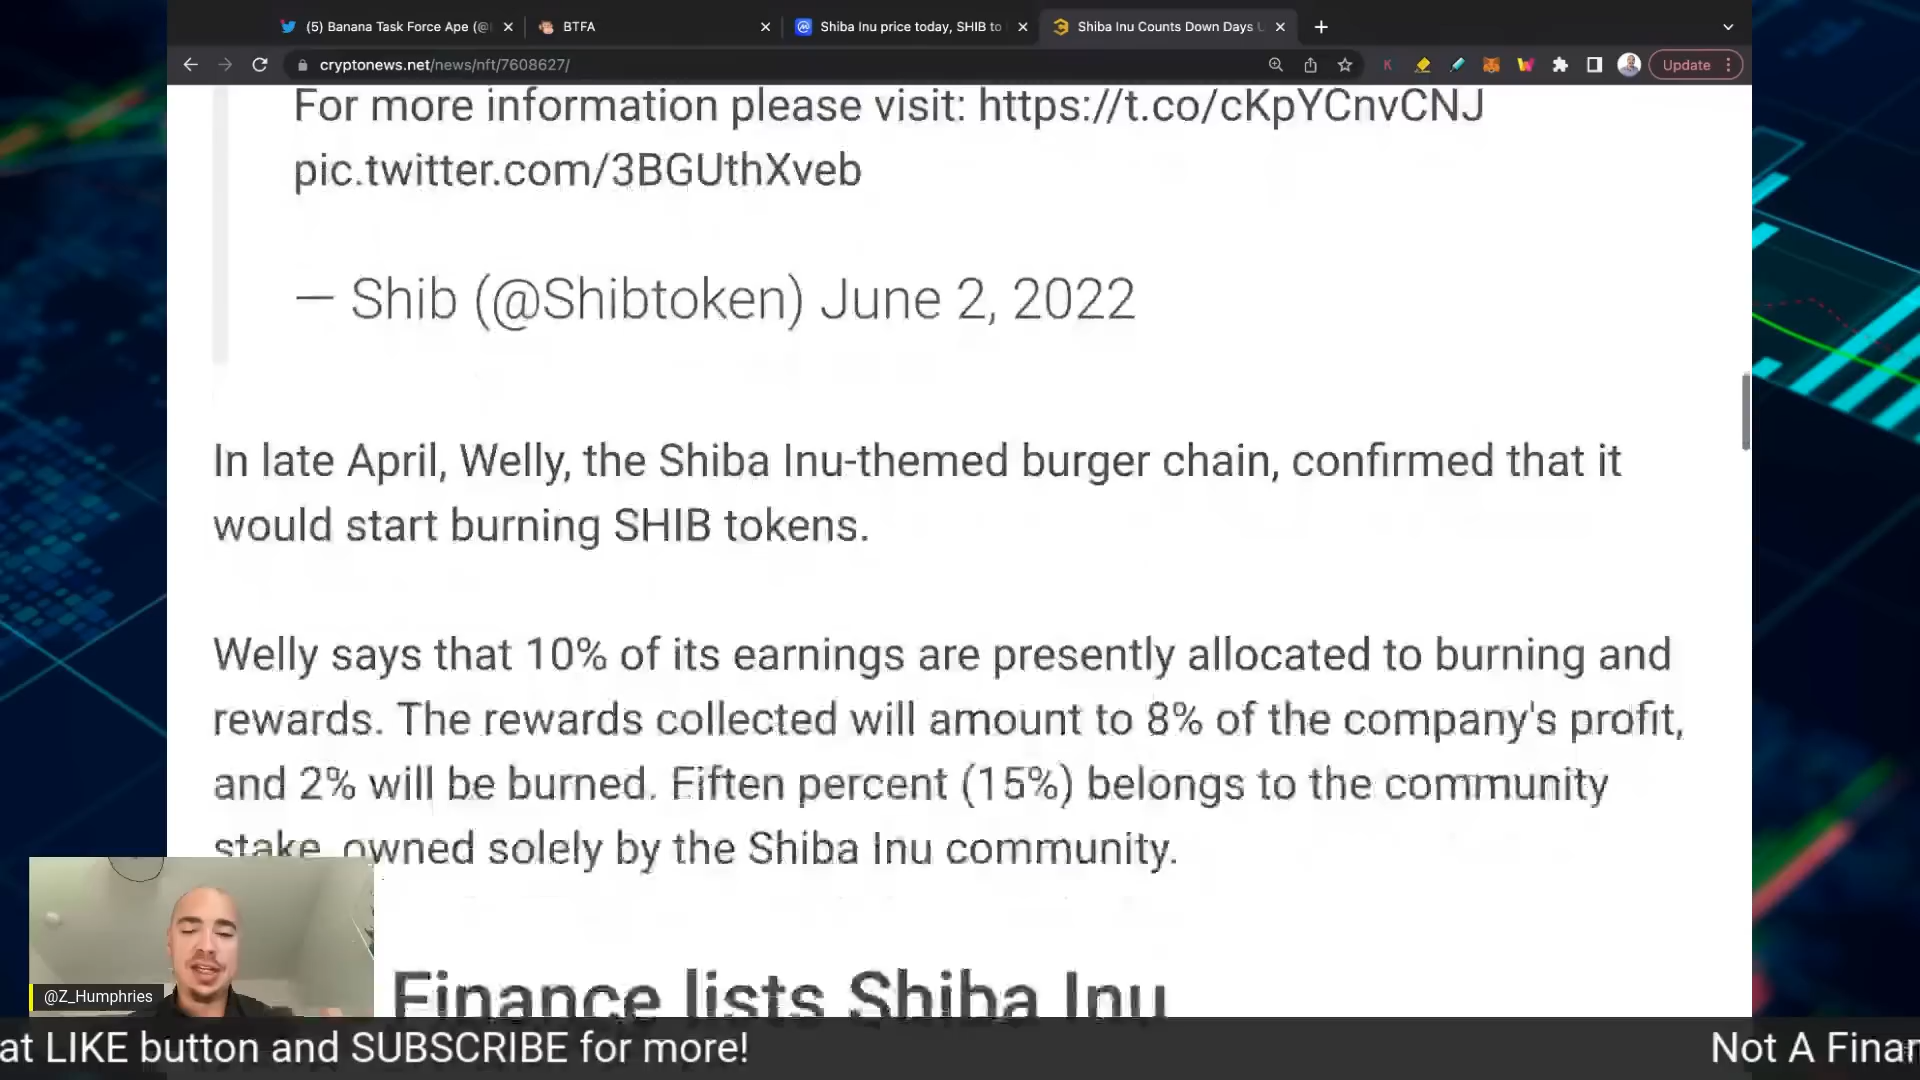 (5) Banana Task Force Ape (@
BTFA
Shiba Inu price today, SHIB to
Shiba Inu Counts Down Days
cryptonews.net/news/nft/7608627/
Update
For more information please visit: https://t.co/cKpYCnvCNJ
pic.twitter.com/3BGUthXveb
— Shib (@Shibtoken) June 2, 2022
In late April, Welly, the Shiba Inu-themed burger chain, confirmed that it
would start burning SHIB tokens.
Welly says that 10% of its earnings are presently allocated to burning and
rewards. The rewards collected will amount to 8% of the company's profit,
and 2% will be burned. Fiften percent (15%) belongs to the community
stake, owned solely by the Shiba Inu community.
Finance lists Shiba Inu
@Z_Humphries
at LIKE button and SUBSCRIBE for more!
Not A Finan